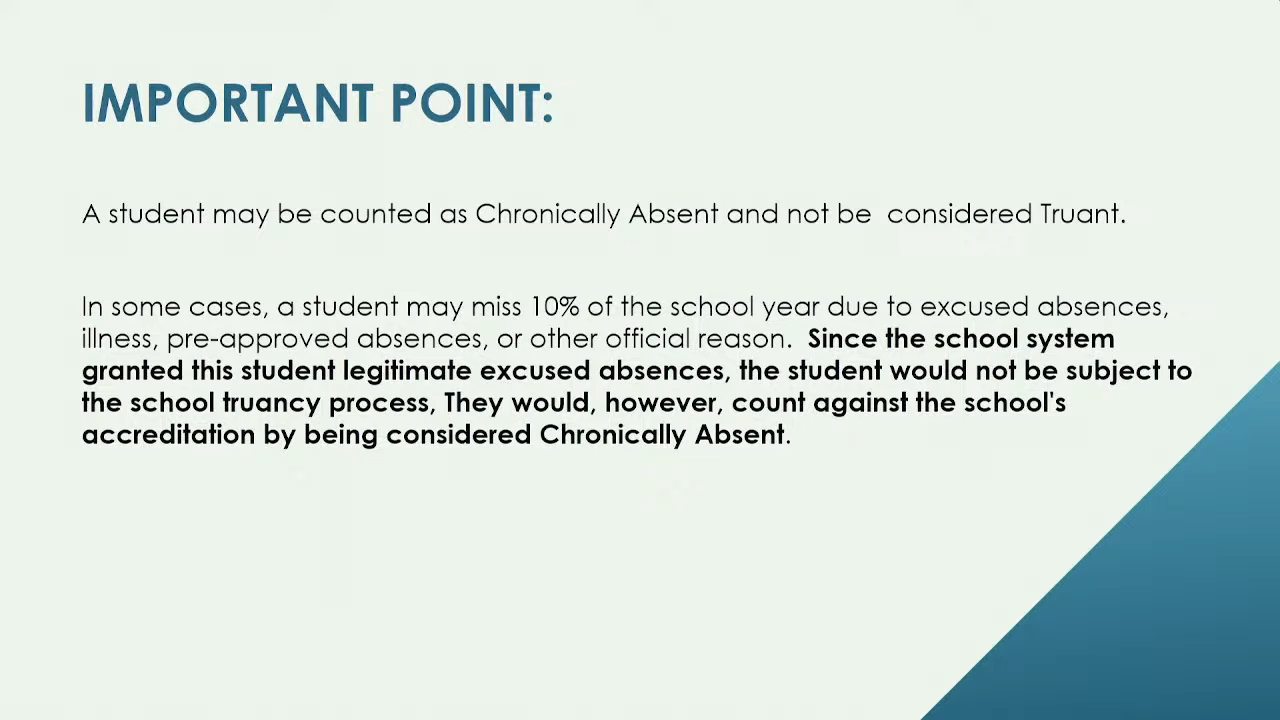 IMPORTANT POINT:
A student may be counted as Chronically Absent and not be  considered Truant.
In some cases, a student may miss 10% of the school year due to excused absences,
illness, pre-approved absences, or other official reason.  Since the school system
granted this student legitimate excused absences, the student would not be subject to
the school truancy process, They would, however, count against the school's
accreditation by being considered Chronically Absent.